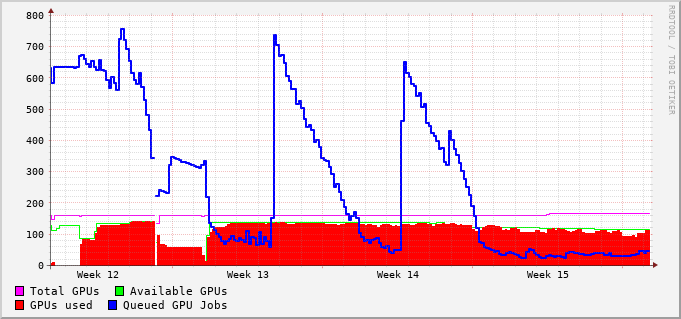 800
700
600
500
400
300
200
100
0
Week 12 Week 13 Week 14 Week 15
Total GPUs Available GPUs
GPUs used Queued GPU Jobs
RRDTOOL / TOBI OETIKER